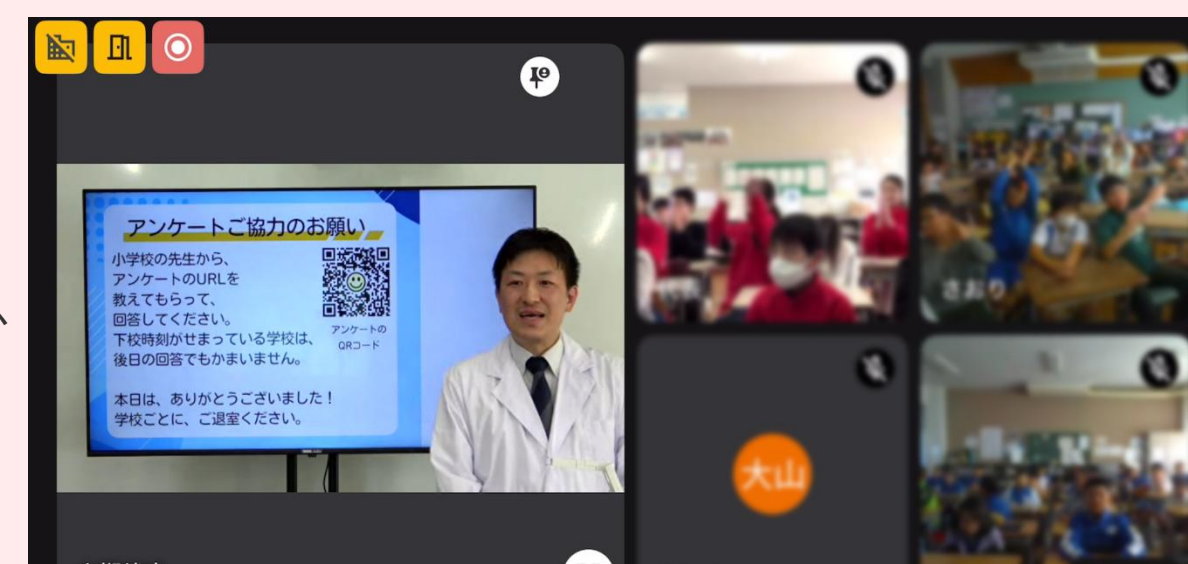 アンケートご協力のお願い
小学校の先生から、
アンケートのURLを
教えてもらって、
回答してください。
下校時刻がせまっている学校は、
後日の回答でもかまいません。
アンケートの
QRコード
本日は、ありがとうございました！
学校ごとに、ご退室ください。
さおり
大山